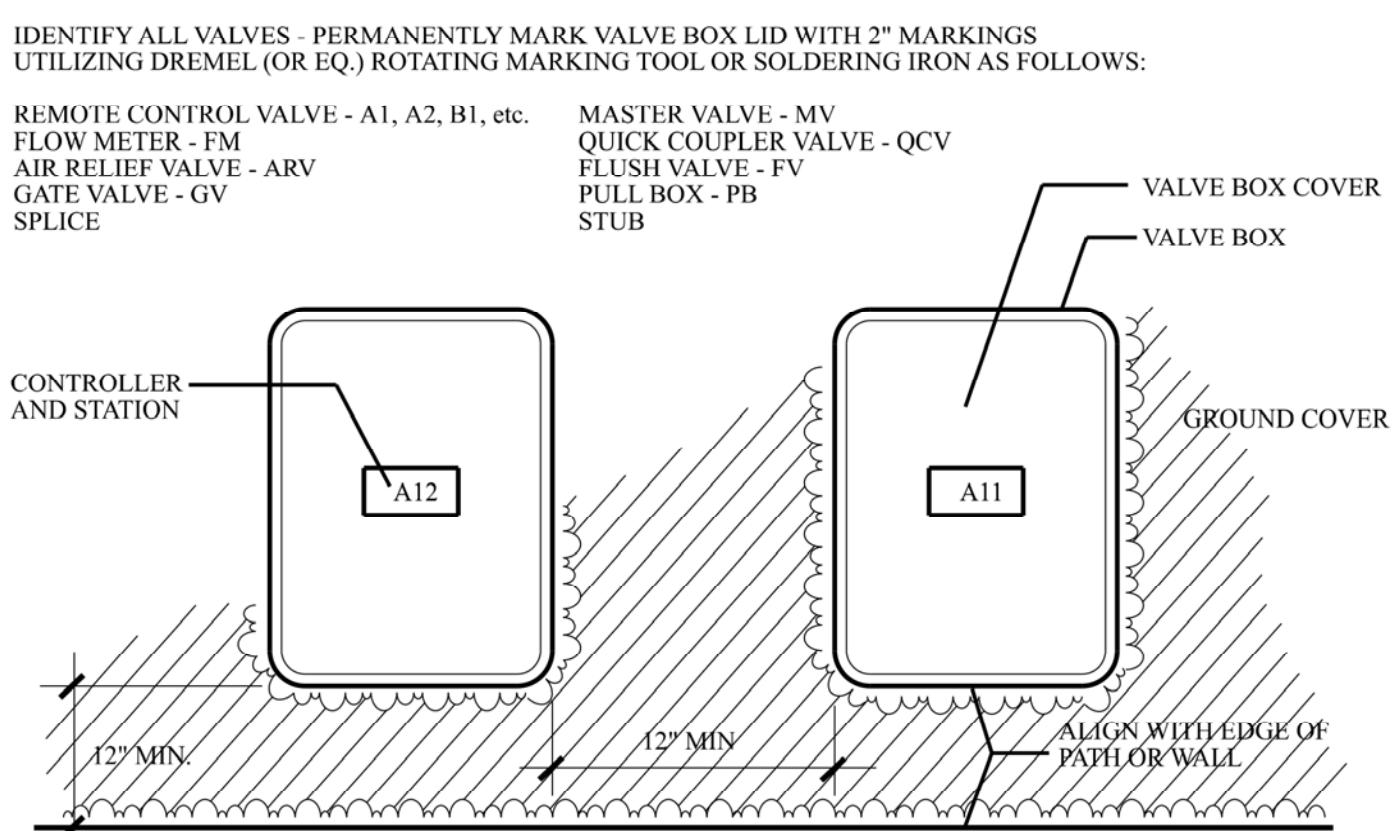 IDENTIFY ALL VALVES - PERMANENTLY MARK VALVE BOX LID WITH 2" MARKINGS
UTILIZING DREMEL (OR EQ.) ROTATING MARKING TOOL OR SOLDERING IRON AS FOLLOWS:
REMOTE CONTROL VALVE - A1, A2, B1, etc.
FLOW METER - FM
AIR RELIEF VALVE - ARV
GATE VALVE - GV
SPLICE
MASTER VALVE - MV
QUICK COUPLER VALVE - QCV
FLUSH VALVE - FV
PULL BOX - PB
STUB
VALVE BOX COVER
VALVE BOX
CONTROLLER
AND STATION
GROUND COVER
A12
A11
12" MIN.
12" MIN
ALIGN WITH EDGE OF
PATH OR WALL